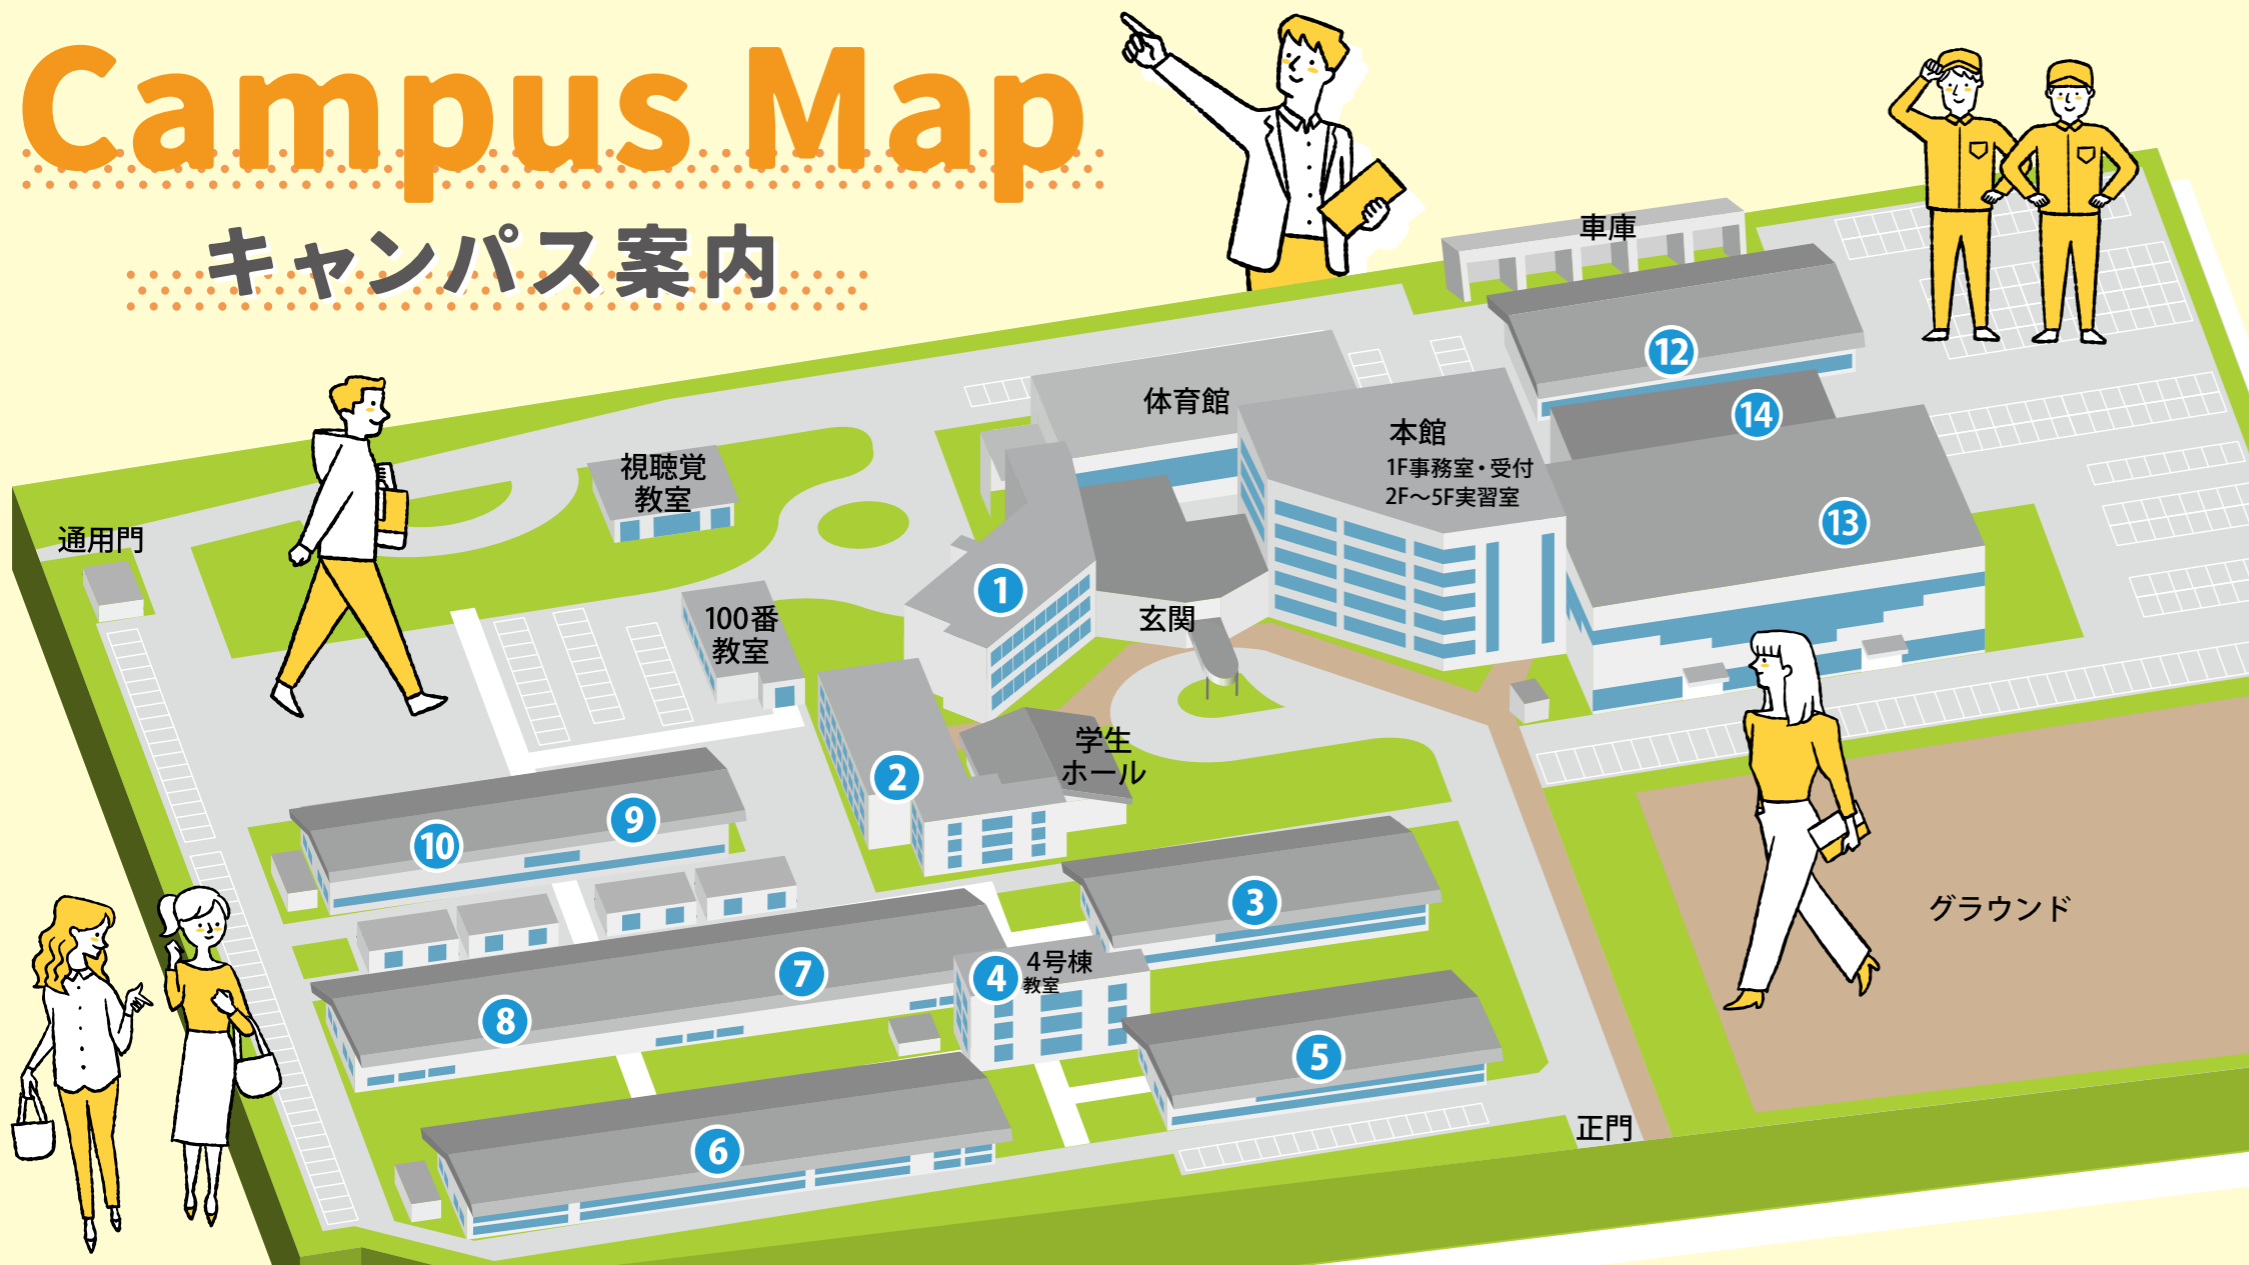 Campus Map
キャンパス案内
車庫
12
体育館
14
本館
1F事務室・受付
2F〜5F実習室
視聴覚
教室
13
通用門
1
100番
教室
玄関
学生
ホール
2
9
10
3
グラウンド
7
4
4号棟
教室
8
5
正門
6